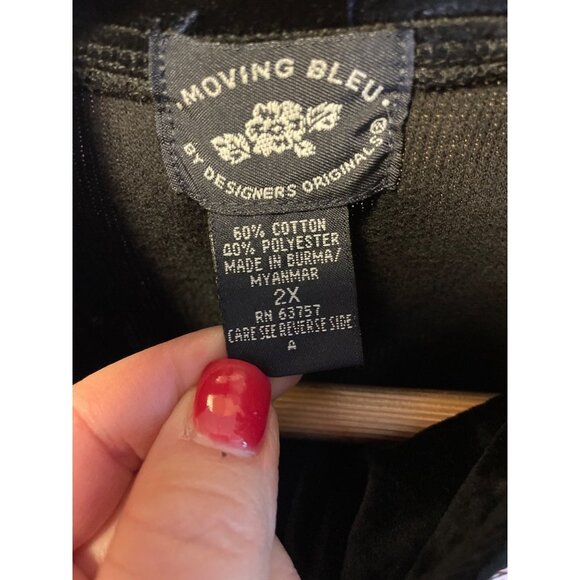 ·MOVING BLEU·
BY DESIGNERS ORIGINALS®
60% COTTON
40% POLYESTER
MADE IN BURMA/
MYANMAR
2X
RN 63757
CARE SEE REVERSE SIDE
A